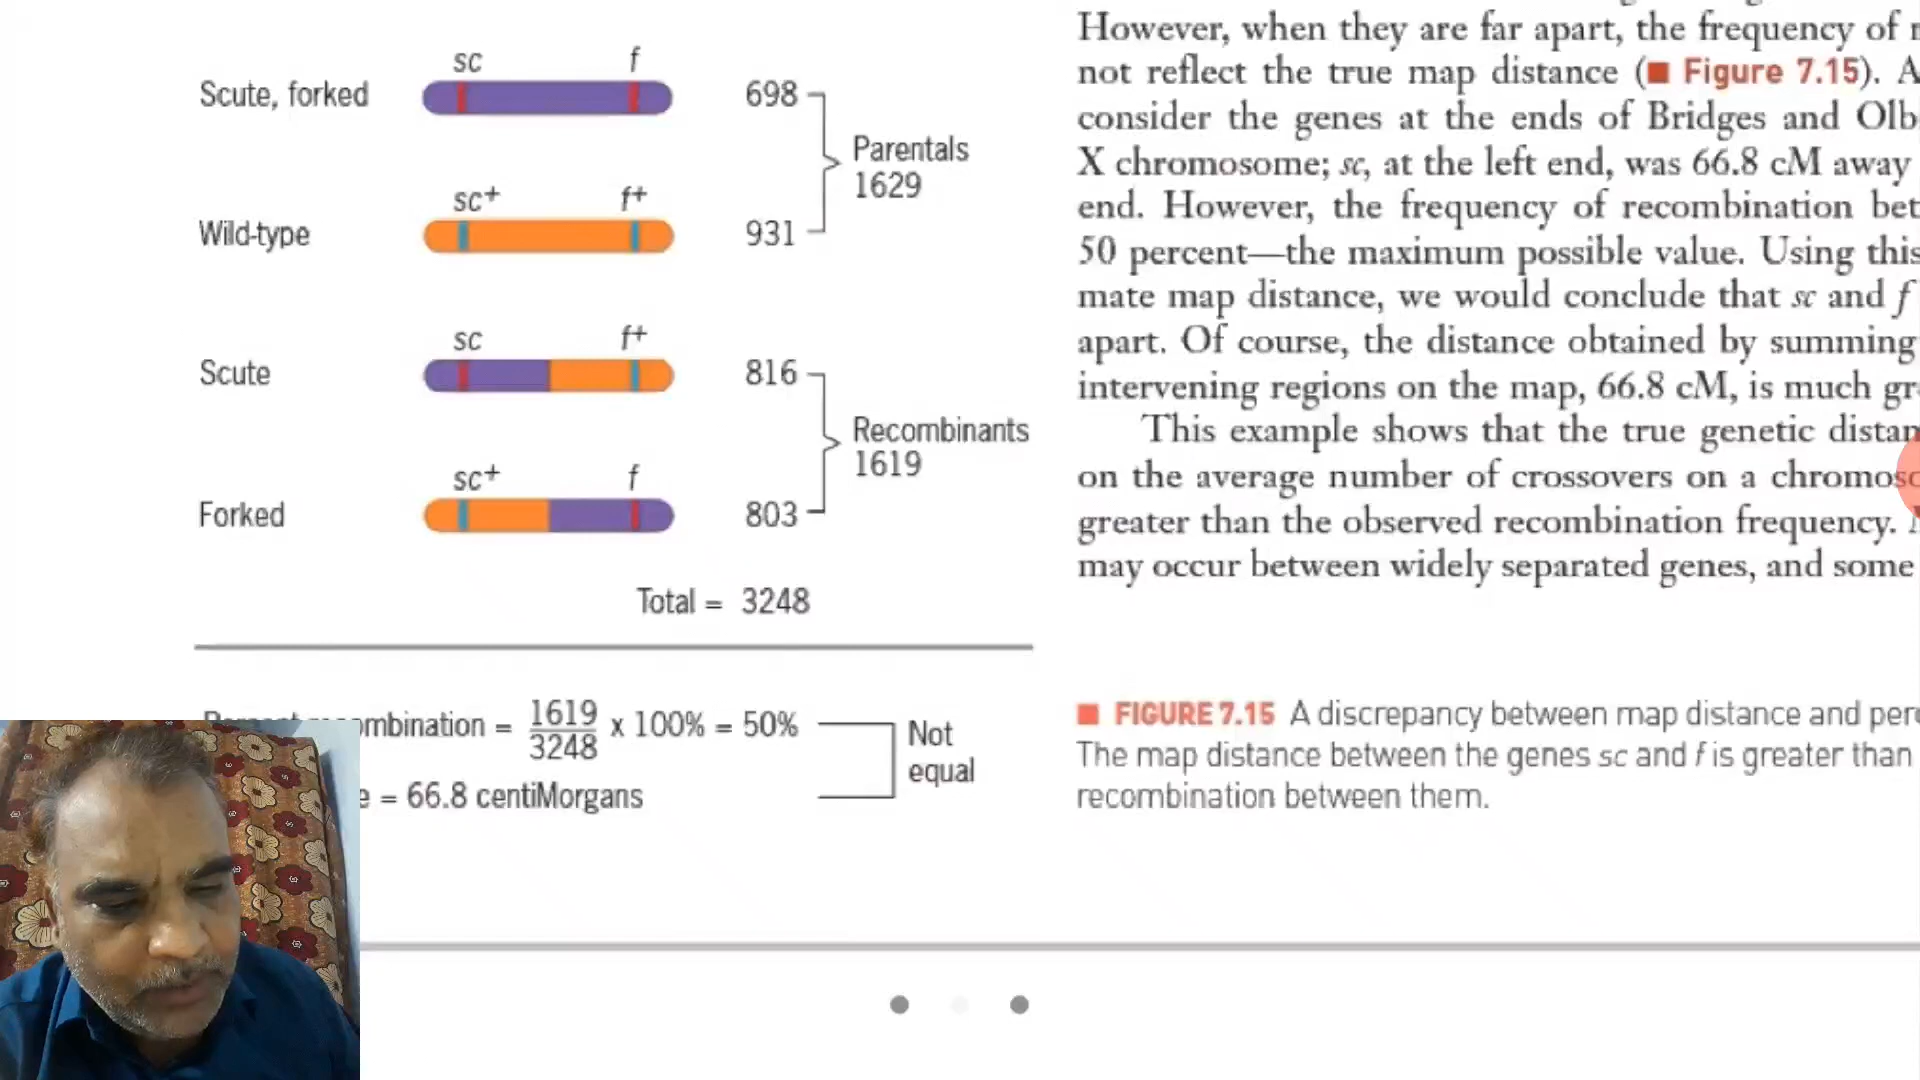 sc f
Scute, forked 698
Parentals
1629
sc+ f+
Wild-type 931
sc f+
Scute 816
Recombinants
1619
sc+ f
Forked 803
Total = 3248
ombination = 1619/3248 x 100% = 50%
e = 66.8 centiMorgans
Not
equal
However, when they are far apart, the frequency of
not reflect the true map distance (■ Figure 7.15). A
consider the genes at the ends of Bridges and Olb
X chromosome; sc, at the left end, was 66.8 cM away
end. However, the frequency of recombination bet
50 percent—the maximum possible value. Using this
mate map distance, we would conclude that sc and f
apart. Of course, the distance obtained by summing
intervening regions on the map, 66.8 cM, is much gr
This example shows that the true genetic distan
on the average number of crossovers on a chromoso
greater than the observed recombination frequency.
may occur between widely separated genes, and some
■ FIGURE 7.15 A discrepancy between map distance and perc
The map distance between the genes sc and f is greater than
recombination between them.